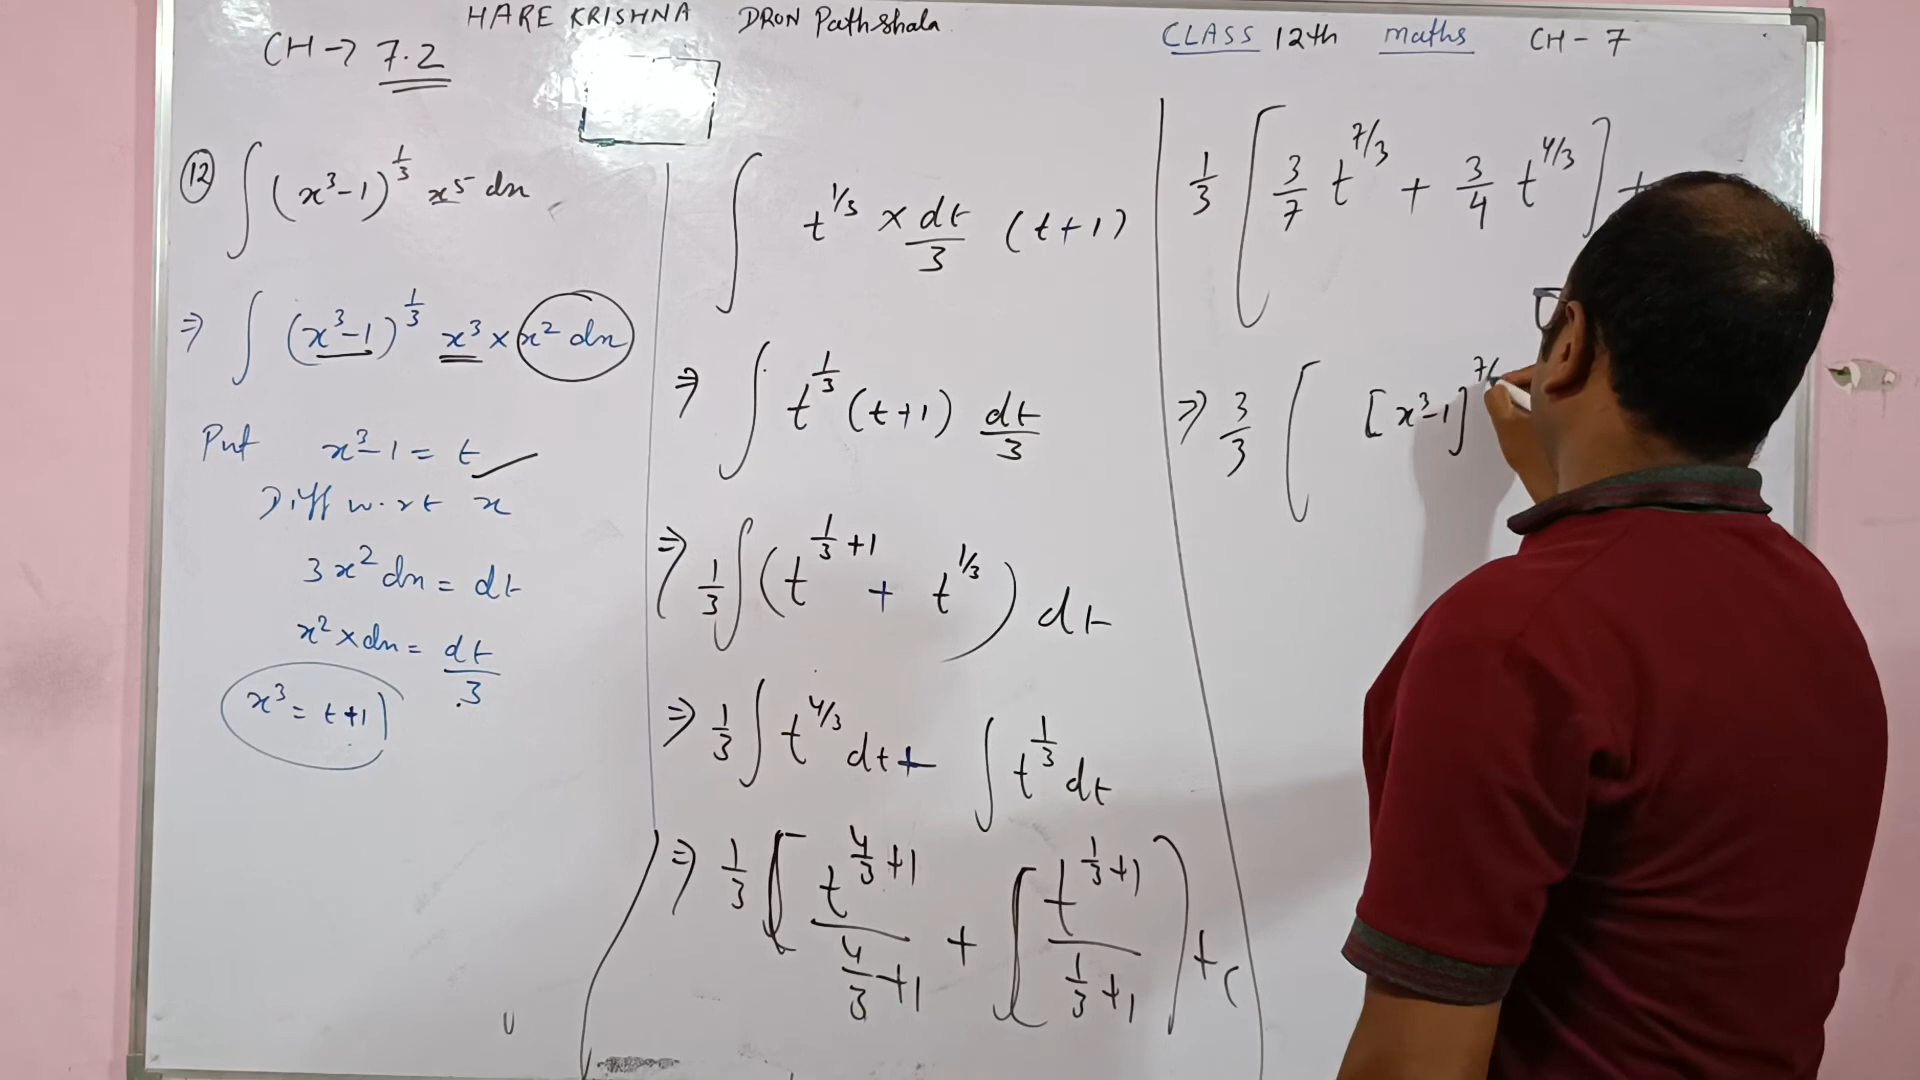 HARE KRISHNA DRON Pathshala
CLASS 12th maths CH - 7
CH → 7.2
(12) ∫ (x³-1)^(1/3) x⁵ dx
⇒ ∫ (x³-1)^(1/3) x³ × x² dx
Put x³-1 = t
Diff w.rt x
3x² dx = dt
x² × dx = dt/3
x³ = t+1
∫ t^(1/3) × dt/3 (t+1)
⇒ ∫ t^(1/3) (t+1) dt/3
⇒ 1/3 ∫ (t^(1/3 +1) + t^(1/3)) dt
⇒ 1/3 ∫ t^(4/3) dt + ∫ t^(1/3) dt
⇒ 1/3 [ t^(4/3 +1) / (4/3 +1) + [ t^(1/3 +1) / (1/3 +1) ] + c
1/3 [ 3/7 t^(7/3) + 3/4 t^(4/3) ] +
⇒ 3/3 [ [x³-1]^7/